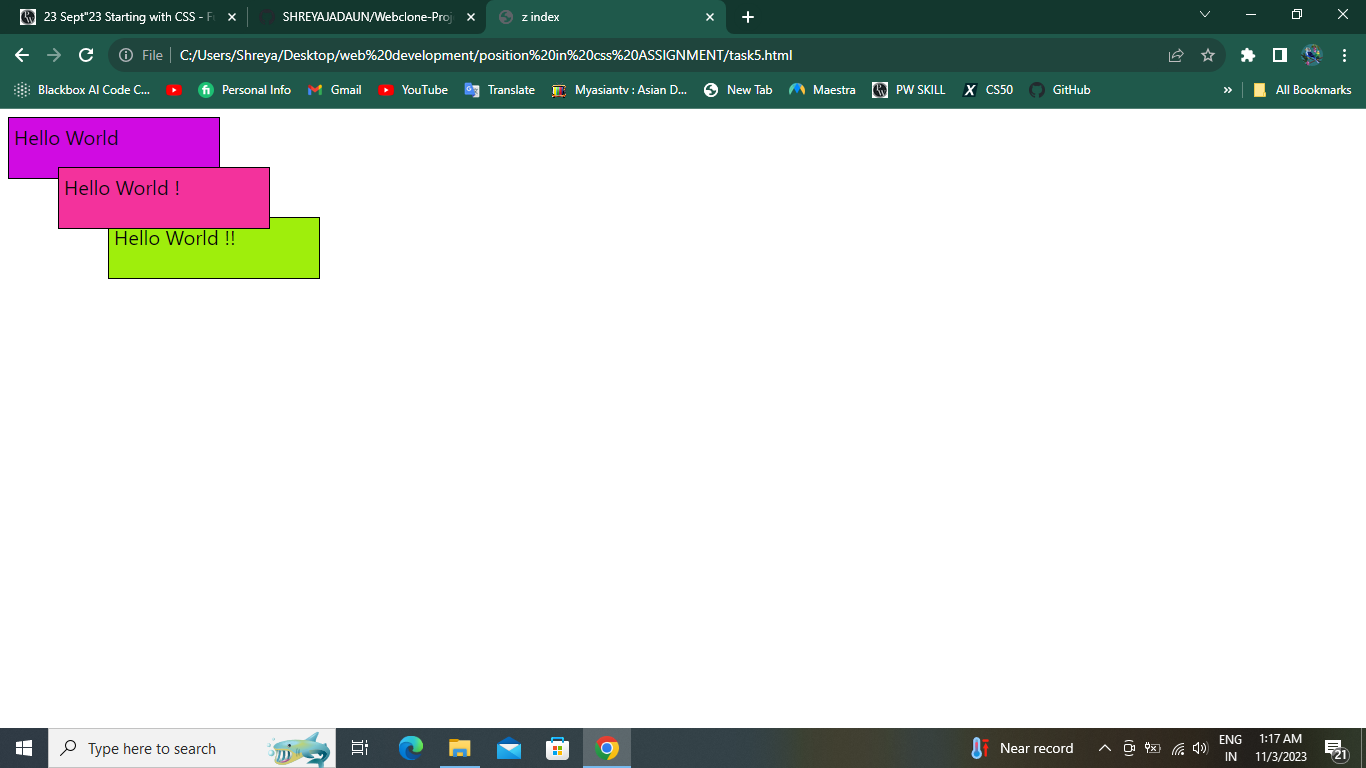 23 Sept"23 Starting with CSS - Fu
SHREYAJADAUN/Webclone-Proje
z index
File
C:/Users/Shreya/Desktop/web%20development/position%20in%20css%20ASSIGNMENT/task5.html
Blackbox AI Code C... Personal Info Gmail YouTube Translate Myasiantv : Asian D... New Tab Maestra PW SKILL CS50 GitHub » All Bookmarks
Hello World
Hello World !
Hello World !!
Type here to search
Near record
ENG
IN
1:17 AM
11/3/2023
21